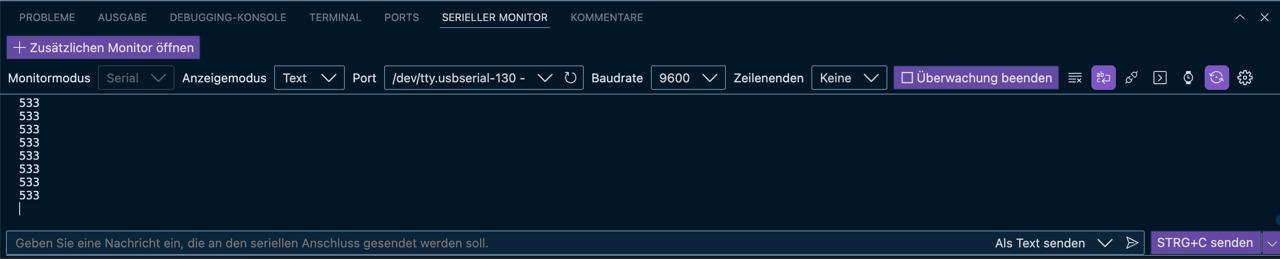 PROBLEME AUSGABE DEBUGGING-KONSOLE TERMINAL PORTS SERIELLER MONITOR KOMMENTARE
Zusätzlichen Monitor öffnen
Monitormodus Serial Anzeigemodus Text Port /dev/tty.usbserial-130 - Baudrate 9600 Zeilenenden Keine Überwachung beenden
533
533
533
533
533
533
533
533
Geben Sie eine Nachricht ein, die an den seriellen Anschluss gesendet werden soll. Als Text senden STRG+C senden